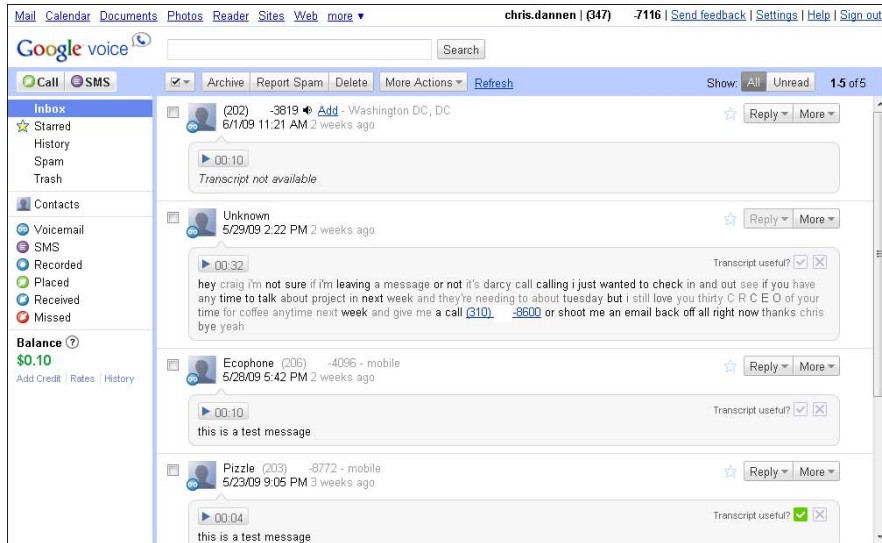 Mail Calendar Documents Photos Reader Sites Web more ▼ chris.dannen | (347) -7116 | Send feedback | Settings | Help | Sign out
Google voice Search
Call SMS Archive Report Spam Delete More Actions Refresh Show: All Unread 1-5 of 5
Inbox
Starred
History
Spam
Trash
Contacts
Voicemail
SMS
Recorded
Placed
Received
Missed
Balance ?
$0.10
Add Credit | Rates | History
(202) -3819 Add - Washington DC, DC Reply More
6/1/09 11:21 AM 2 weeks ago
00:10
Transcript not available
Unknown Reply More
5/29/09 2:22 PM 2 weeks ago
00:32 Transcript useful?
hey craig i'm not sure if i'm leaving a message or not it's darcy call calling i just wanted to check in and out see if you have
any time to talk about project in next week and they're needing to about tuesday but i still love you thirty C R C E O of your
time for coffee anytime next week and give me a call (310) -8600 or shoot me an email back off all right now thanks chris
bye yeah
Ecophone (206) -4096 - mobile Reply More
5/28/09 5:42 PM 2 weeks ago
00:10 Transcript useful?
this is a test message
Pizzle (203) -8772 - mobile Reply More
5/23/09 9:05 PM 3 weeks ago
00:04 Transcript useful?
this is a test message